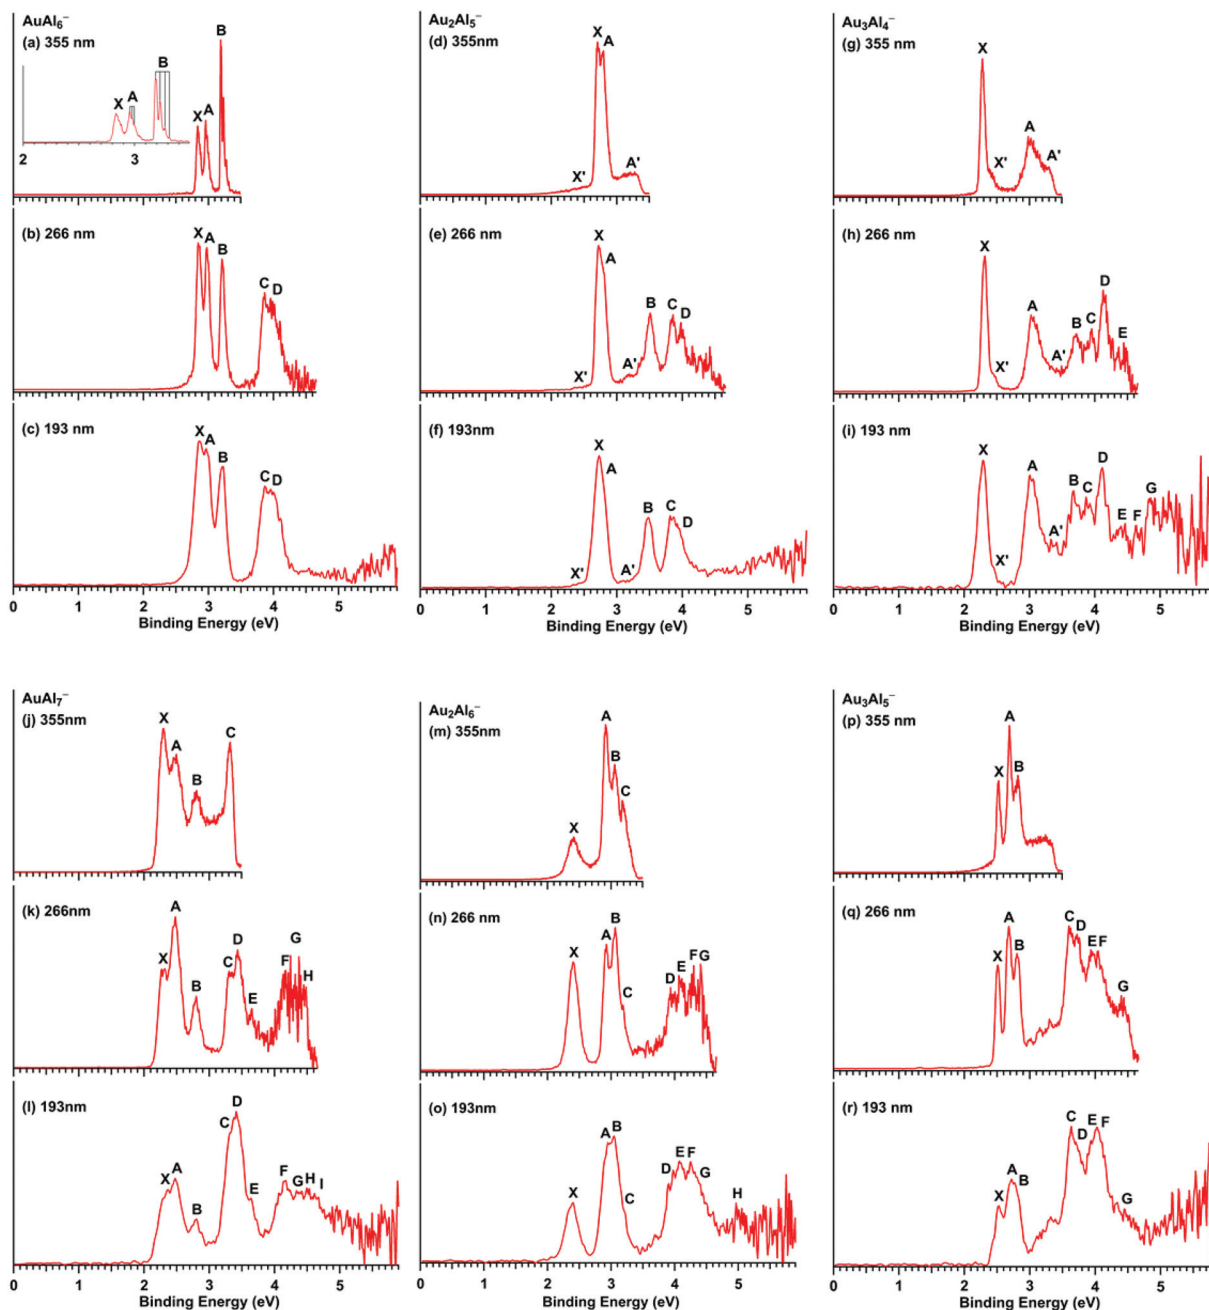 AuAl₆⁻
(a) 355 nm
B
B
X
A
X
A
2
3
Au₂Al₅⁻
(d) 355nm
X
A
X'
A'
Au₃Al₄⁻
(g) 355 nm
X
X'
A
A'
(b) 266 nm
X
A
B
C
D
(e) 266 nm
X
A
X'
A'
B
C
D
(h) 266 nm
X
X'
A
A'
B
C
D
E
(c) 193 nm
X
A
B
C
D
0 1 2 3 4 5
Binding Energy (eV)
(f) 193nm
X
A
X'
A'
B
C
D
0 1 2 3 4 5
Binding Energy (eV)
(i) 193 nm
X
X'
A
A'
B
C
D
E
F
G
0 1 2 3 4 5
Binding Energy (eV)
AuAl₇⁻
(j) 355nm
X
A
B
C
Au₂Al₆⁻
(m) 355nm
X
A
B
C
Au₃Al₅⁻
(p) 355 nm
X
A
B
(k) 266nm
X
A
B
C
D
E
F
G
H
(n) 266 nm
X
A
B
C
D
E
F
G
(q) 266 nm
X
A
B
C
D
E
F
G
(l) 193nm
X
A
B
C
D
E
F
G
H
I
0 1 2 3 4 5
Binding Energy (eV)
(o) 193nm
X
A
B
C
D
E
F
G
H
0 1 2 3 4 5
Binding Energy (eV)
(r) 193 nm
X
A
B
C
D
E
F
G
0 1 2 3 4 5
Binding Energy (eV)